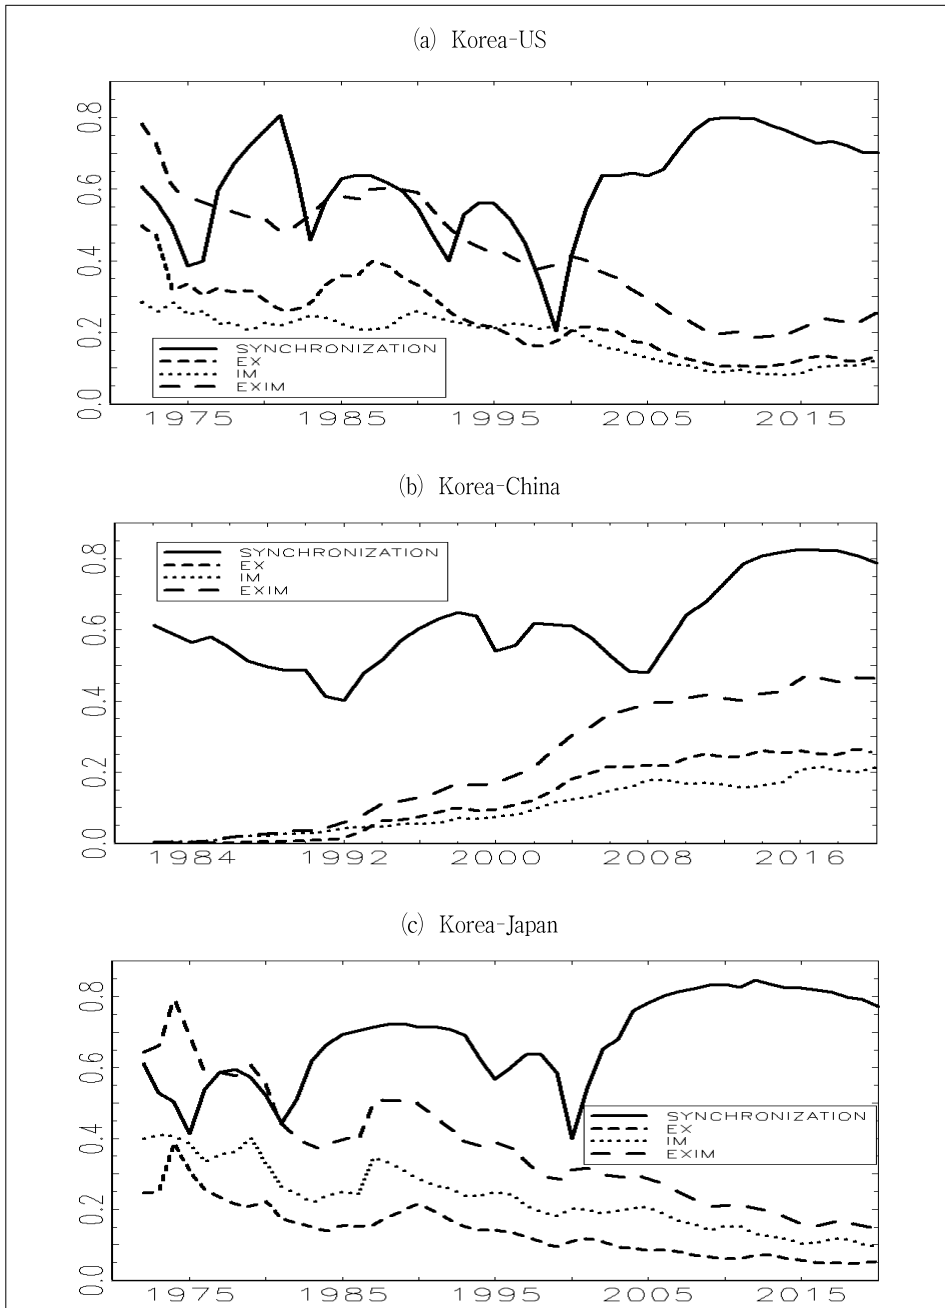 (a) Korea-US
0.8
0.6
0.4
0.2
0.0
SYNCHRONIZATION
EX
IM
EXIM
1975 1985 1995 2005 2015
(b) Korea-China
0.8
0.6
0.4
0.2
0.0
SYNCHRONIZATION
EX
IM
EXIM
1984 1992 2000 2008 2016
(c) Korea-Japan
0.8
0.6
0.4
0.2
0.0
SYNCHRONIZATION
EX
IM
EXIM
1975 1985 1995 2005 2015